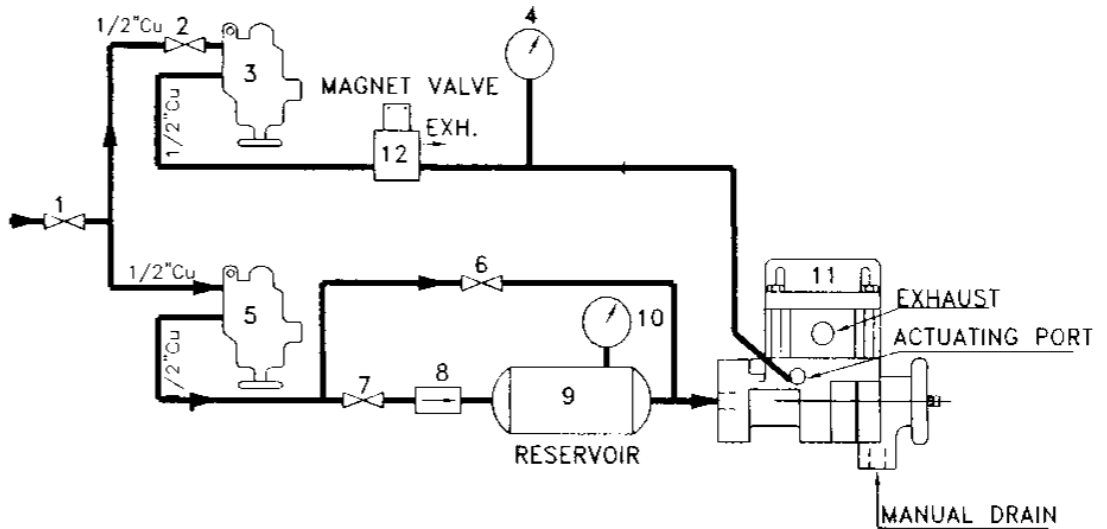 1/2"Cu
2
3
4
MAGNET VALVE
1/2"Cu
EXH.
12
1
1/2"Cu
6
11
5
10
EXHAUST
ACTUATING PORT
/2"Cu
7
8
9
RESERVOIR
MANUAL DRAIN